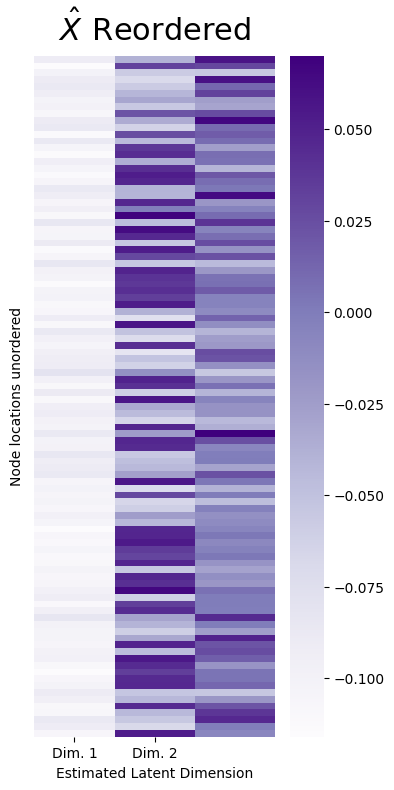 X̂ Reordered
0.050
0.025
0.000
−0.025
−0.050
−0.075
−0.100
Node locations unordered
Dim. 1 Dim. 2
Estimated Latent Dimension